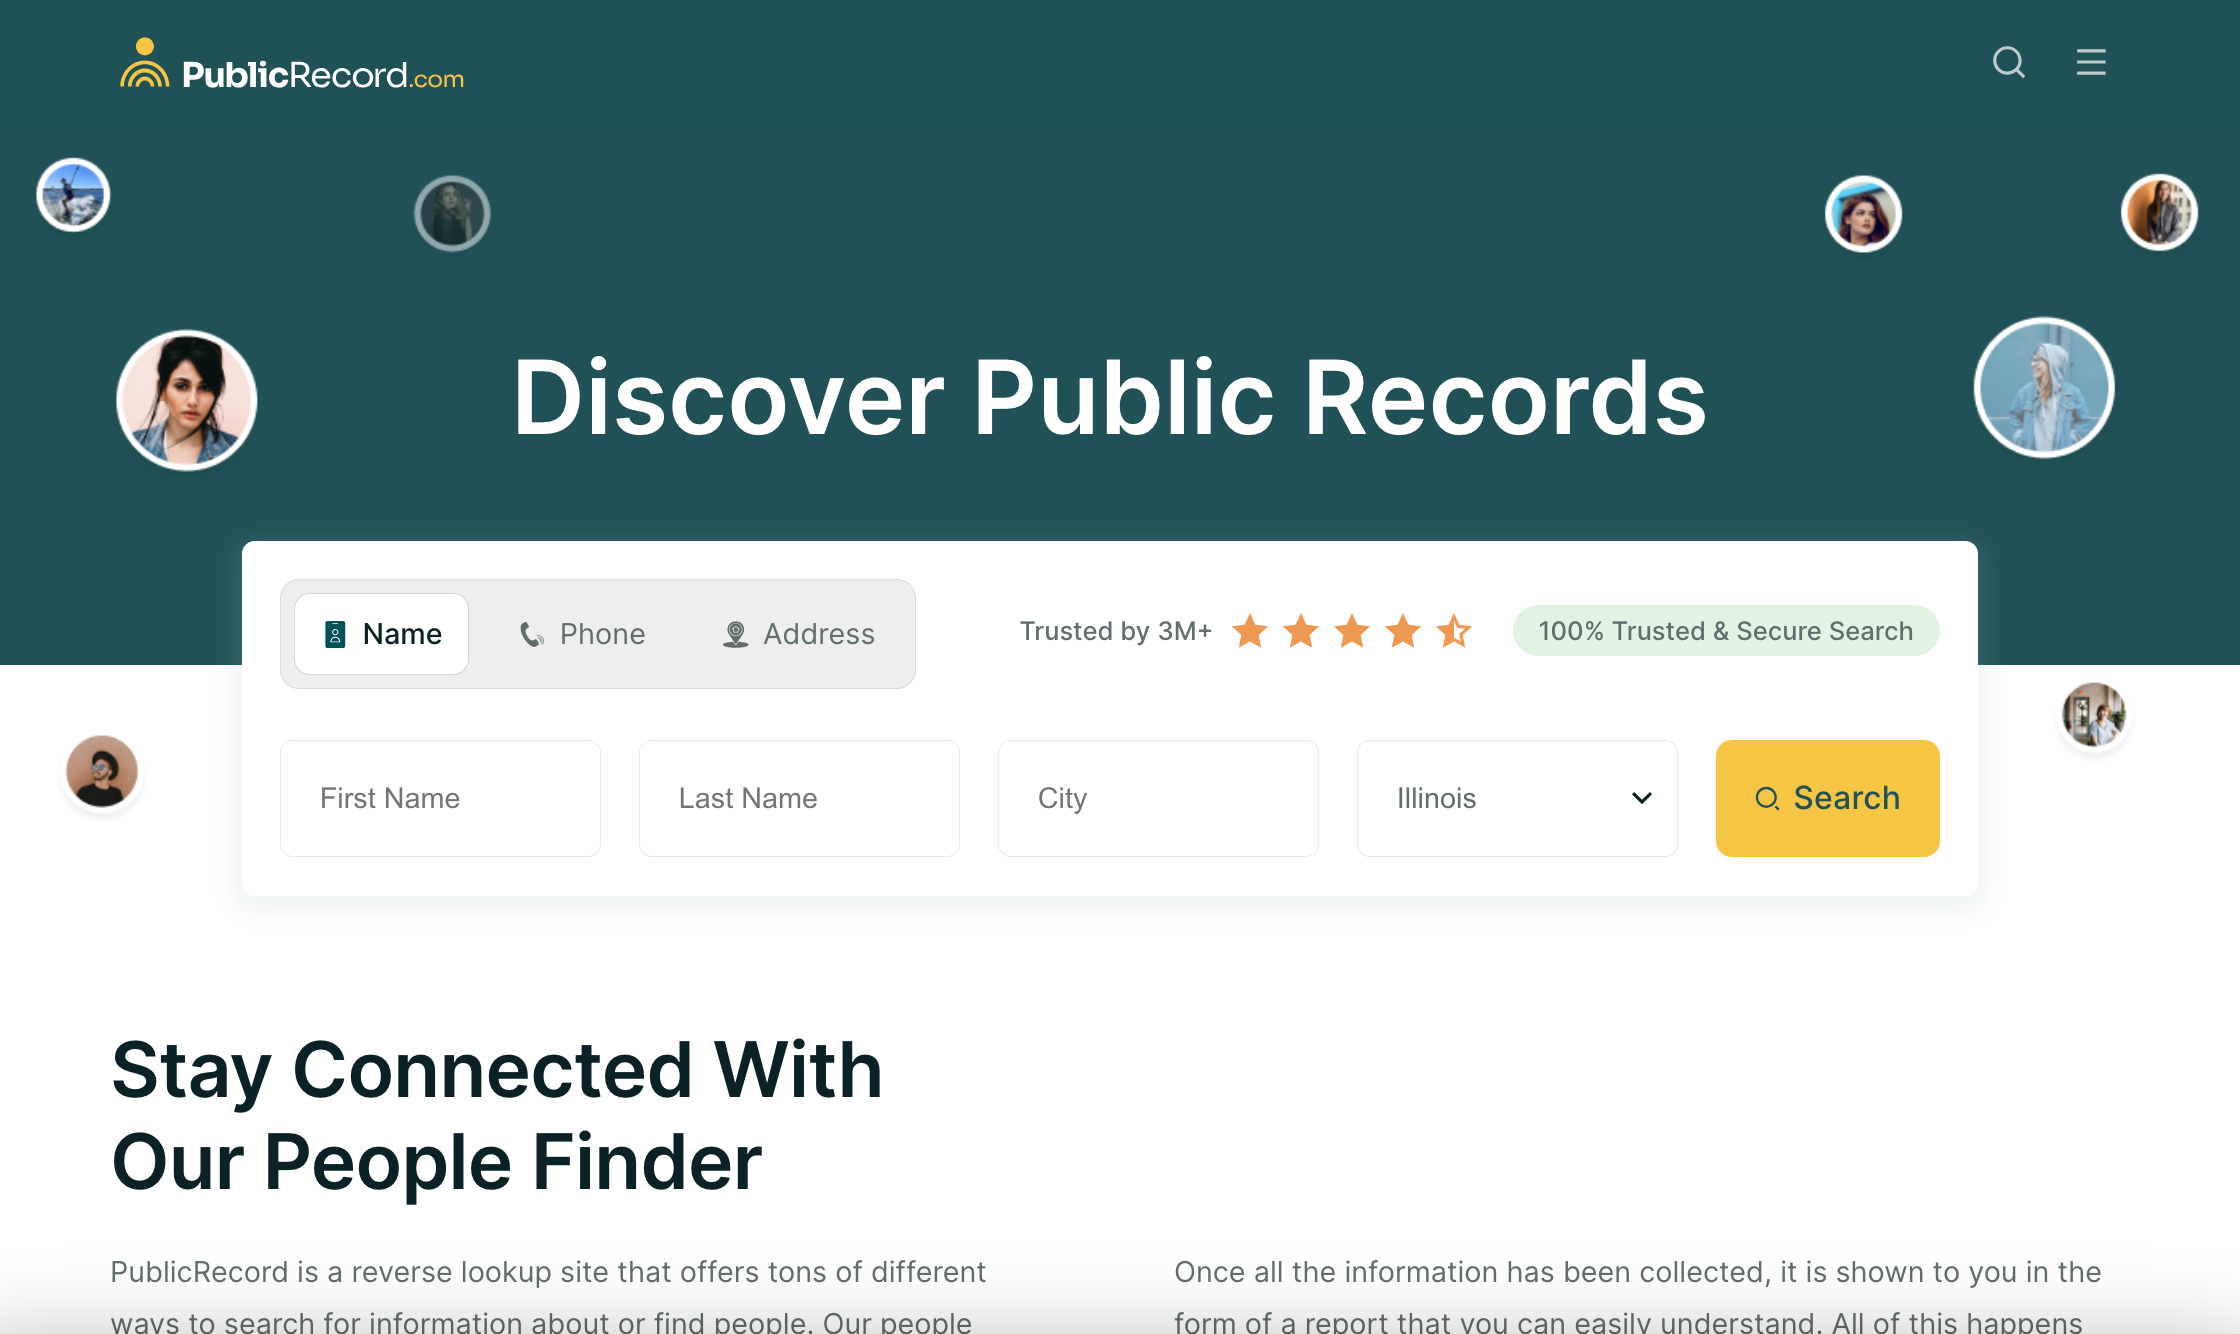 PublicRecord.com
Discover Public Records
Name
Phone
Address
Trusted by 3M+
100% Trusted & Secure Search
First Name
Last Name
City
Illinois
Search
Stay Connected With
Our People Finder
PublicRecord is a reverse lookup site that offers tons of different
ways to search for information about or find people. Our people
Once all the information has been collected, it is shown to you in the
form of a report that you can easily understand. All of this happens